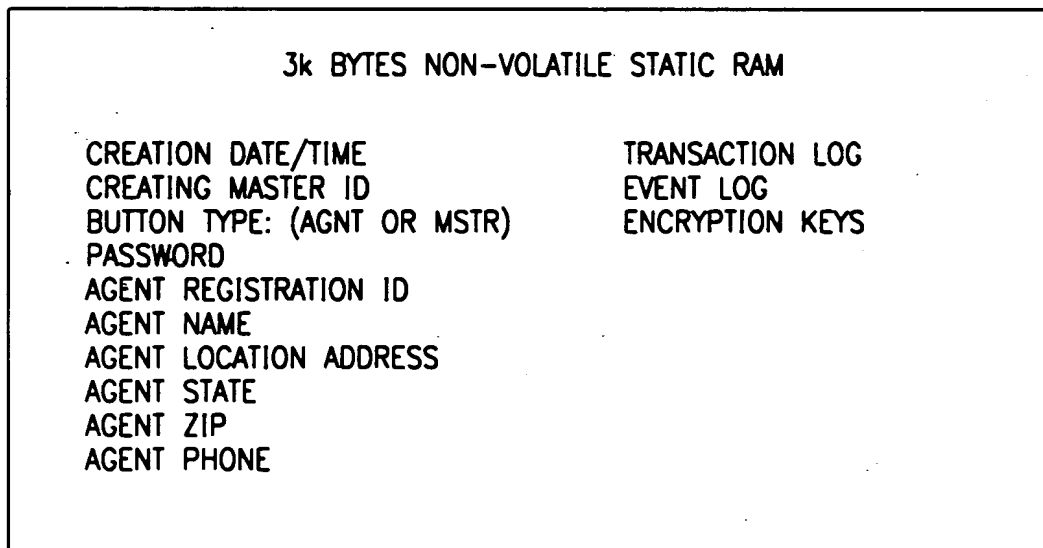 3k BYTES NON-VOLATILE STATIC RAM
CREATION DATE/TIME
CREATING MASTER ID
BUTTON TYPE: (AGNT OR MSTR)
PASSWORD
AGENT REGISTRATION ID
AGENT NAME
AGENT LOCATION ADDRESS
AGENT STATE
AGENT ZIP
AGENT PHONE
TRANSACTION LOG
EVENT LOG
ENCRYPTION KEYS